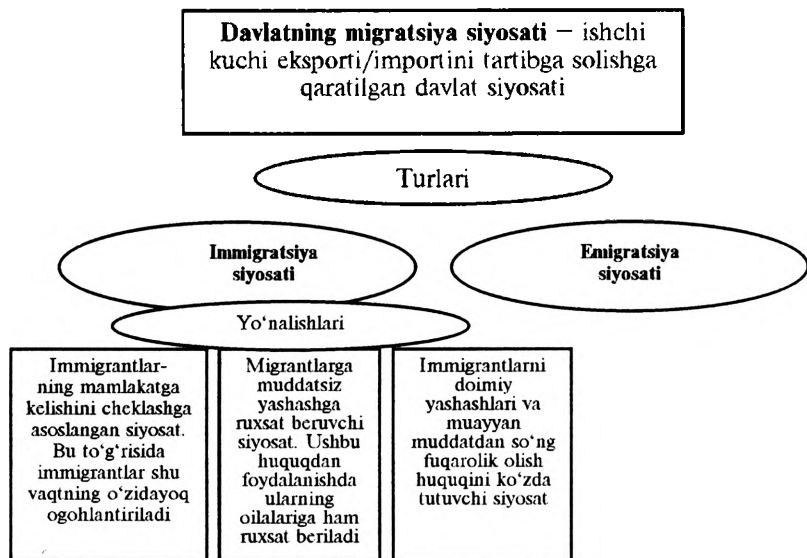 Davlatning migratsiya siyosati – ishchi
kuchi eksporti/importini tartibga solishga
qaratilgan davlat siyosati
Turlari
Immigratsiya
siyosati
Emigratsiya
siyosati
Yo‘nalishlari
Immigrantlar-
ning mamlakatga
kelishini cheklashga
asoslangan siyosat.
Bu to‘g‘risida
immigrantlar shu
vaqtning o‘zidayoq
ogohlantiriladi
Migrantlarga
muddatsiz
yashashga
ruxsat beruvchi
siyosat. Ushbu
huquqdan
foydalanishda
ularning
oilalariga ham
ruxsat beriladi
Immigrantlarni
doimiy
yashashlari va
muayyan
muddatdan so‘ng
fuqarolik olish
huquqini ko‘zda
tutuvchi siyosat